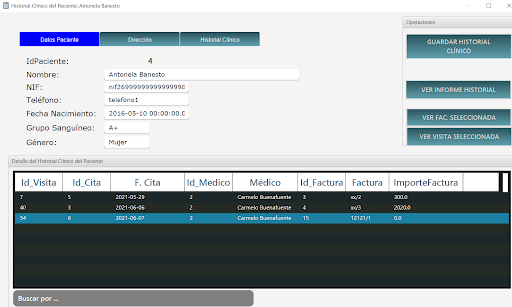 Historial Clínico del Paciente: Antonela Banesto
Operaciones
Datos Paciente
Dirección
Historial Clínico
GUARDAR HISTORIAL
CLÍNICO
IdPaciente: 4
Nombre: Antonela Banesto
NIF:
Teléfono: telefono1
VER INFORME HISTORIAL
Fecha Nacimiento: 2016-05-10 00:00:00.0
Grupo Sanguíneo: A+
VER FAC. SELECCIONADA
Género: Mujer
VER VISITA SELECCIONADA
Detalle del Historial Clínico del Paciente
Id_Visita Id_Cita F. Cita Id_Medico Médico Id_Factura Factura ImporteFactura
7 5 2021-05-29 2 Carmelo Buenafuente 3 xx/2 300.0
40 3 2021-06-06 2 Carmelo Buenafuente 4 xx/3 2020.0
54 6 2021-06-07 2 Carmelo Buenafuente 15 12121/1 0.0
Buscar por ...